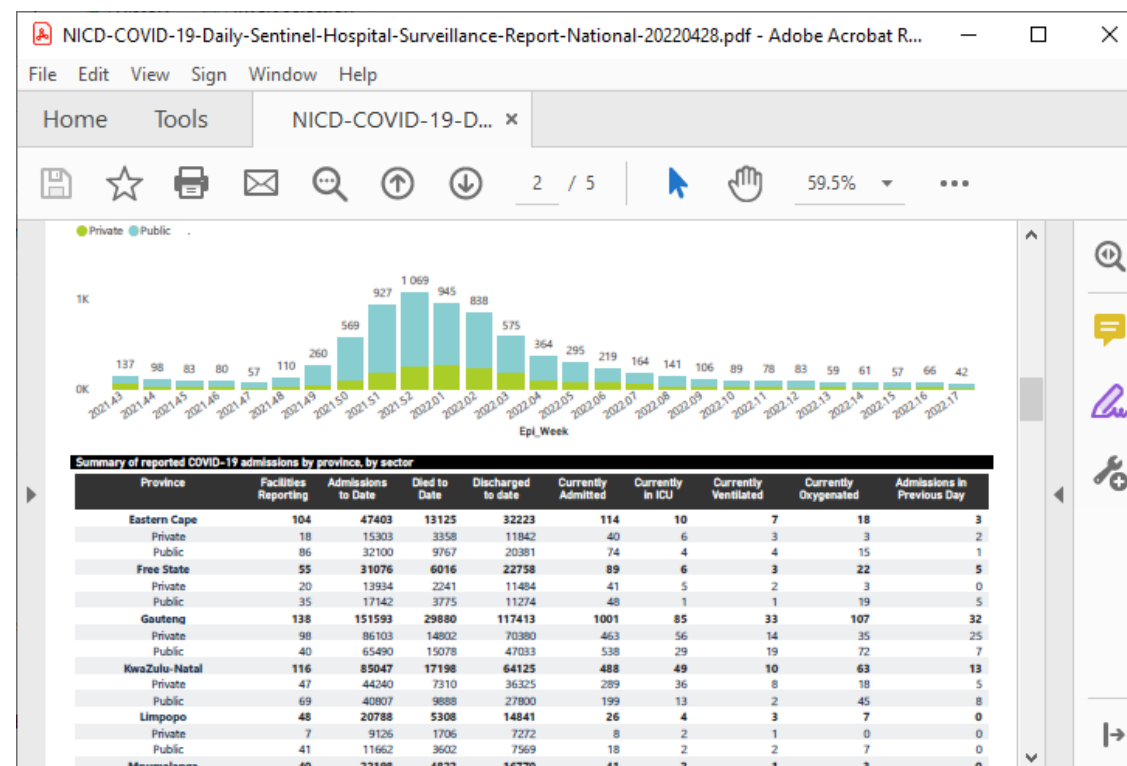 NICD-COVID-19-Daily-Sentinel-Hospital-Surveillance-Report-National-20220428.pdf - Adobe Acrobat R...
File Edit View Sign Window Help
Home Tools NICD-COVID-19-D... ×
2 / 5 59.5%
Private Public .
1K
0K
137 98 83 80 57 110 260 569 927 1 069 945 838 575 364 295 219 164 141 106 89 78 83 59 61 57 66 42
2021.43 2021.44 2021.45 2021.46 2021.47 2021.48 2021.49 2021.50 2021.51 2021.52 2022.01 2022.02 2022.03 2022.04 2022.05 2022.06 2022.07 2022.08 2022.09 2022.10 2022.11 2022.12 2022.13 2022.14 2022.15 2022.16 2022.17
Epi_Week
Summary of reported COVID-19 admissions by province, by sector
Province Facilities Reporting Admissions to Date Died to Date Discharged to date Currently Admitted Currently in ICU Currently Ventilated Currently Oxygenated Admissions in Previous Day
Eastern Cape 104 47403 13125 32223 114 10 7 18 3
Private 18 15303 3358 11842 40 6 3 3 2
Public 86 32100 9767 20381 74 4 4 15 1
Free State 55 31076 6016 22758 89 6 3 22 5
Private 20 13934 2241 11484 41 5 2 3 0
Public 35 17142 3775 11274 48 1 1 19 5
Gauteng 138 151593 29880 117413 1001 85 33 107 32
Private 98 86103 14802 70380 463 56 14 35 25
Public 40 65490 15078 47033 538 29 19 72 7
KwaZulu-Natal 116 85047 17198 64125 488 49 10 63 13
Private 47 44240 7310 36325 289 36 8 18 5
Public 69 40807 9888 27800 199 13 2 45 8
Limpopo 48 20788 5308 14841 26 4 3 7 0
Private 7 9126 1706 7272 8 2 1 0 0
Public 41 11662 3602 7569 18 2 2 7 0